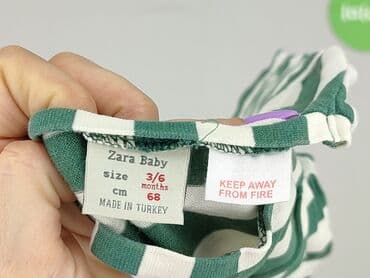 Zara Baby
size 3/6
months
cm 68
MADE IN TURKEY
KEEP AWAY
FROM FIRE